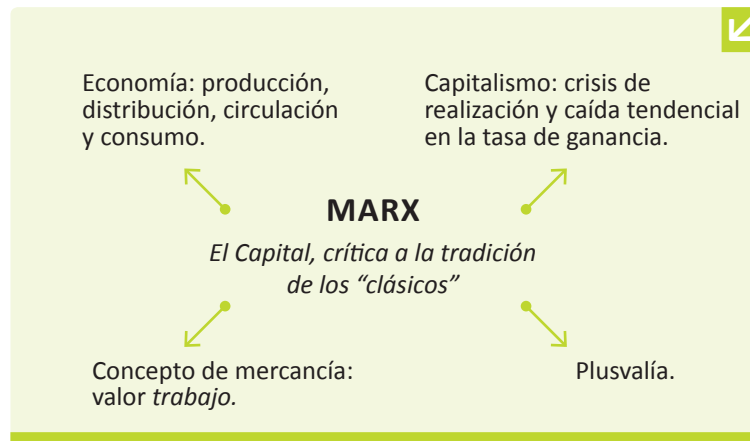 Economía: producción,
distribución, circulación
y consumo.
Capitalismo: crisis de
realización y caída tendencial
en la tasa de ganancia.
MARX
El Capital, crítica a la tradición
de los “clásicos”
Concepto de mercancía:
valor trabajo.
Plusvalía.